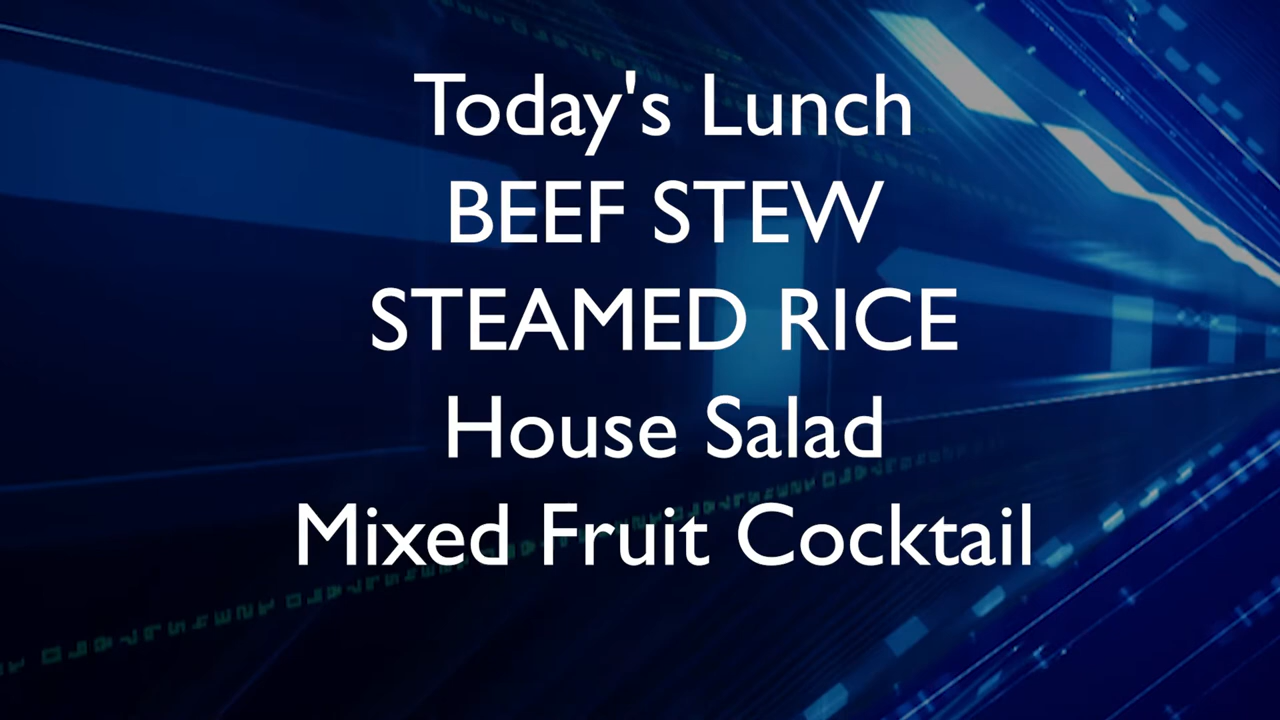 Today's Lunch
BEEF STEW
STEAMED RICE
House Salad
Mixed Fruit Cocktail